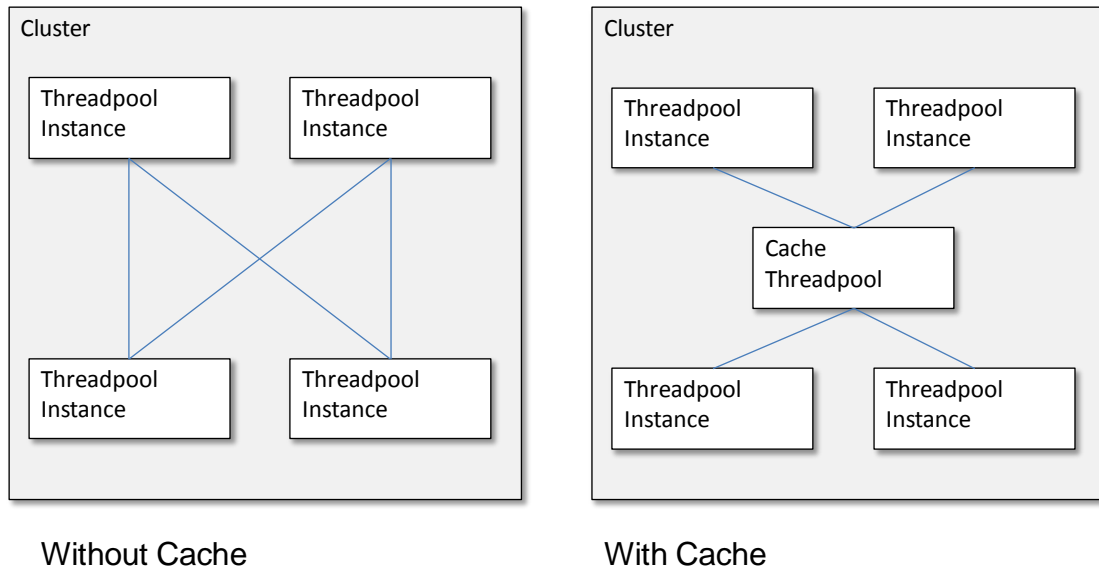 Cluster
Threadpool
Instance
Threadpool
Instance
Threadpool
Instance
Threadpool
Instance
Without Cache
Cluster
Threadpool
Instance
Threadpool
Instance
Cache
Threadpool
Threadpool
Instance
Threadpool
Instance
With Cache